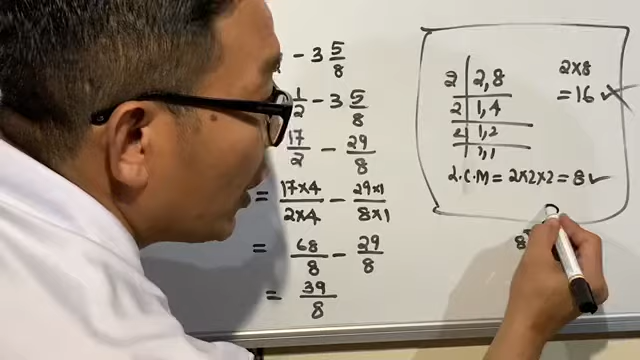 - 3 5/8
1/2 - 3 5/8
17/2 - 29/8
= 17×4/2×4 - 29×1/8×1
= 68/8 - 29/8
= 39/8
2 | 2, 8
2 | 1, 4
2 | 1, 2
1, 1
L.C.M = 2×2×2 = 8 ✓
2×8
= 16 ✓
8